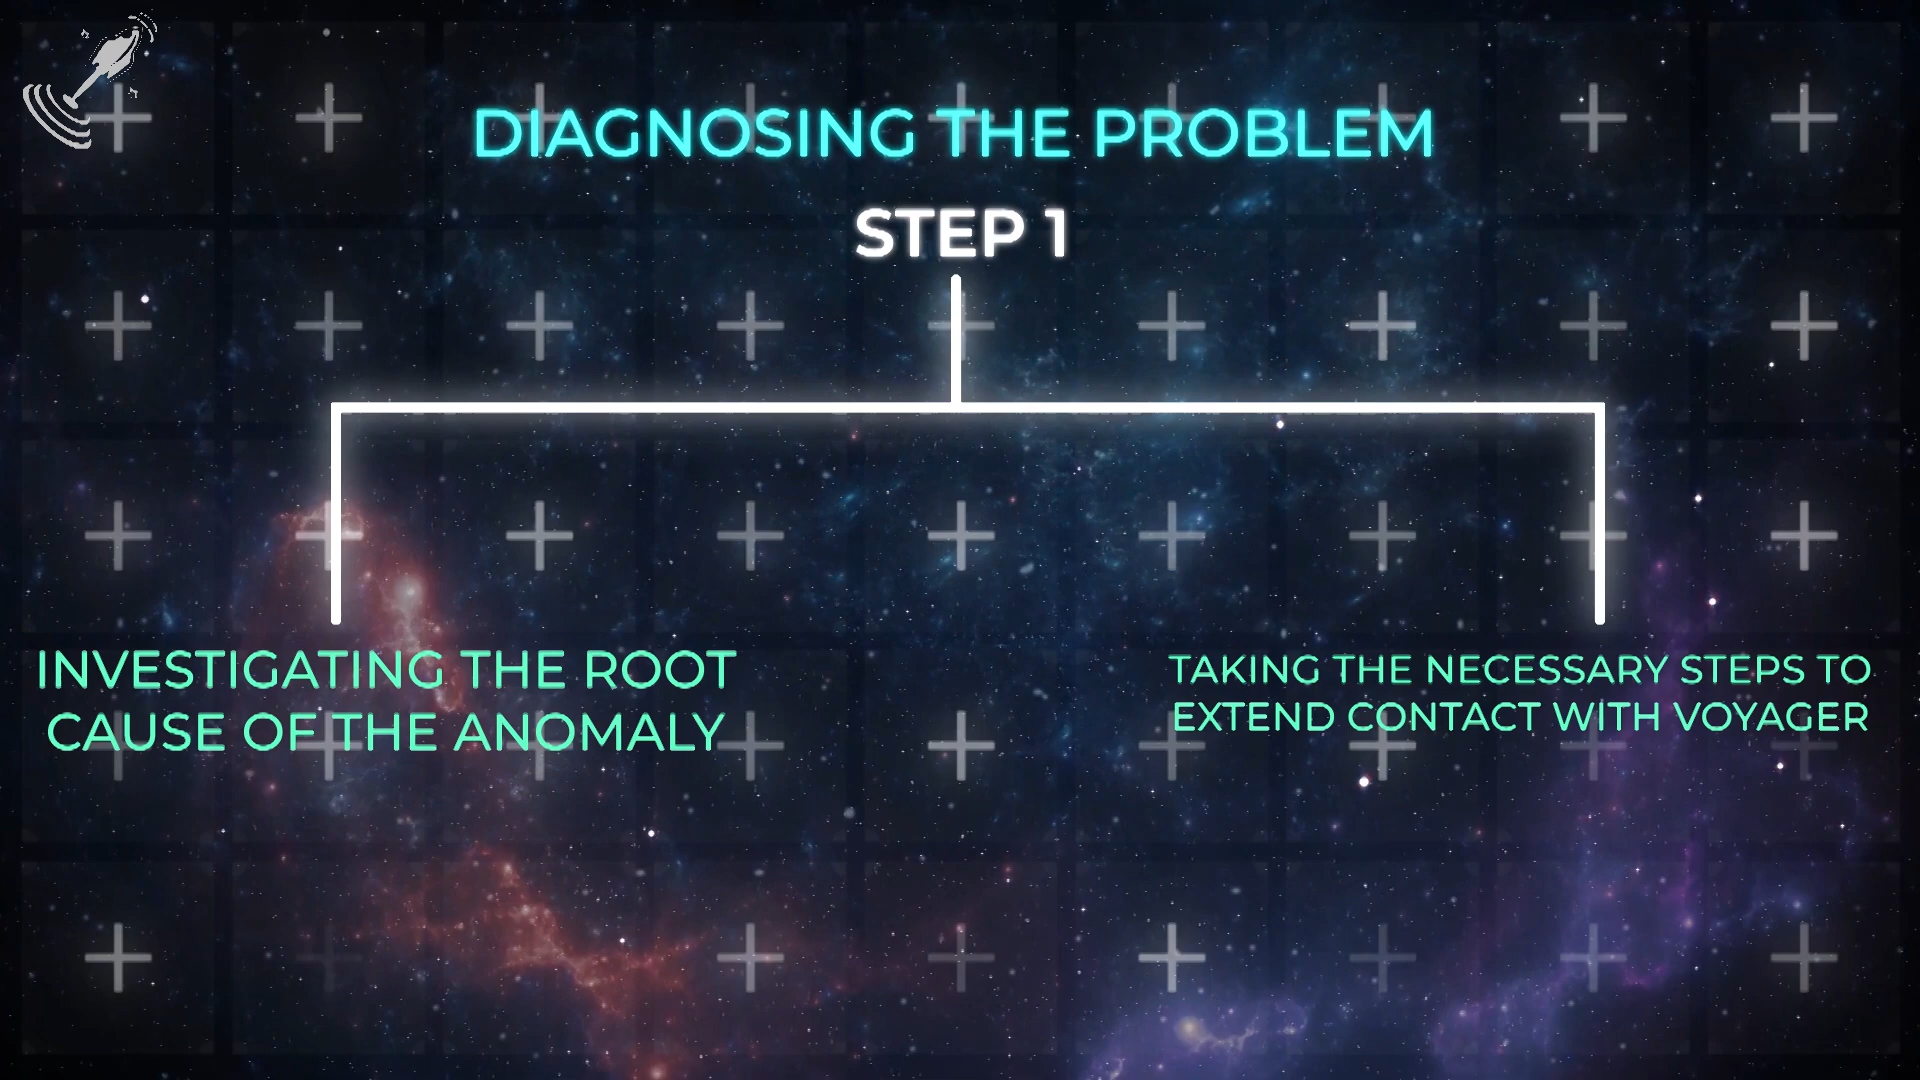 DIAGNOSING THE PROBLEM
STEP 1
INVESTIGATING THE ROOT
CAUSE OF THE ANOMALY
TAKING THE NECESSARY STEPS TO
EXTEND CONTACT WITH VOYAGER